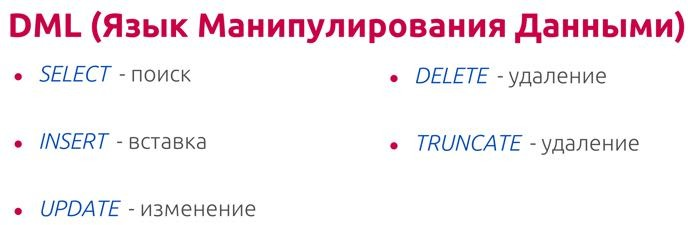 DML (Язык Манипулирования Данными)
• SELECT - поиск
• INSERT - вставка
• UPDATE - изменение
• DELETE - удаление
• TRUNCATE - удаление